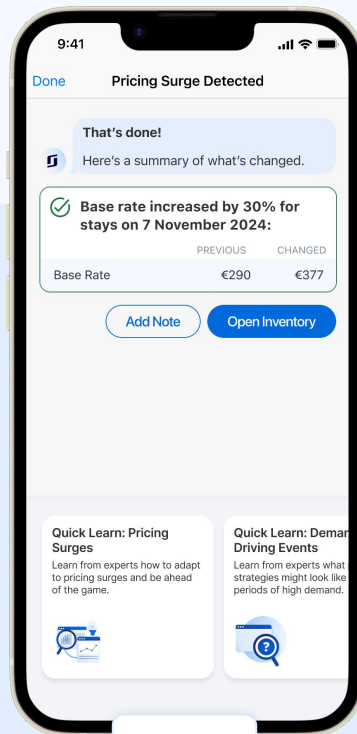 9:41
Done
Pricing Surge Detected
That's done!
Here's a summary of what's changed.
Base rate increased by 30% for
stays on 7 November 2024:
PREVIOUS CHANGED
Base Rate €290 €377
Add Note
Open Inventory
Quick Learn: Pricing
Surges
Learn from experts how to adapt
to pricing surges and be ahead
of the game.
Quick Learn:
Driving Events
Learn from experts what
strategies might look like
periods of high demand.